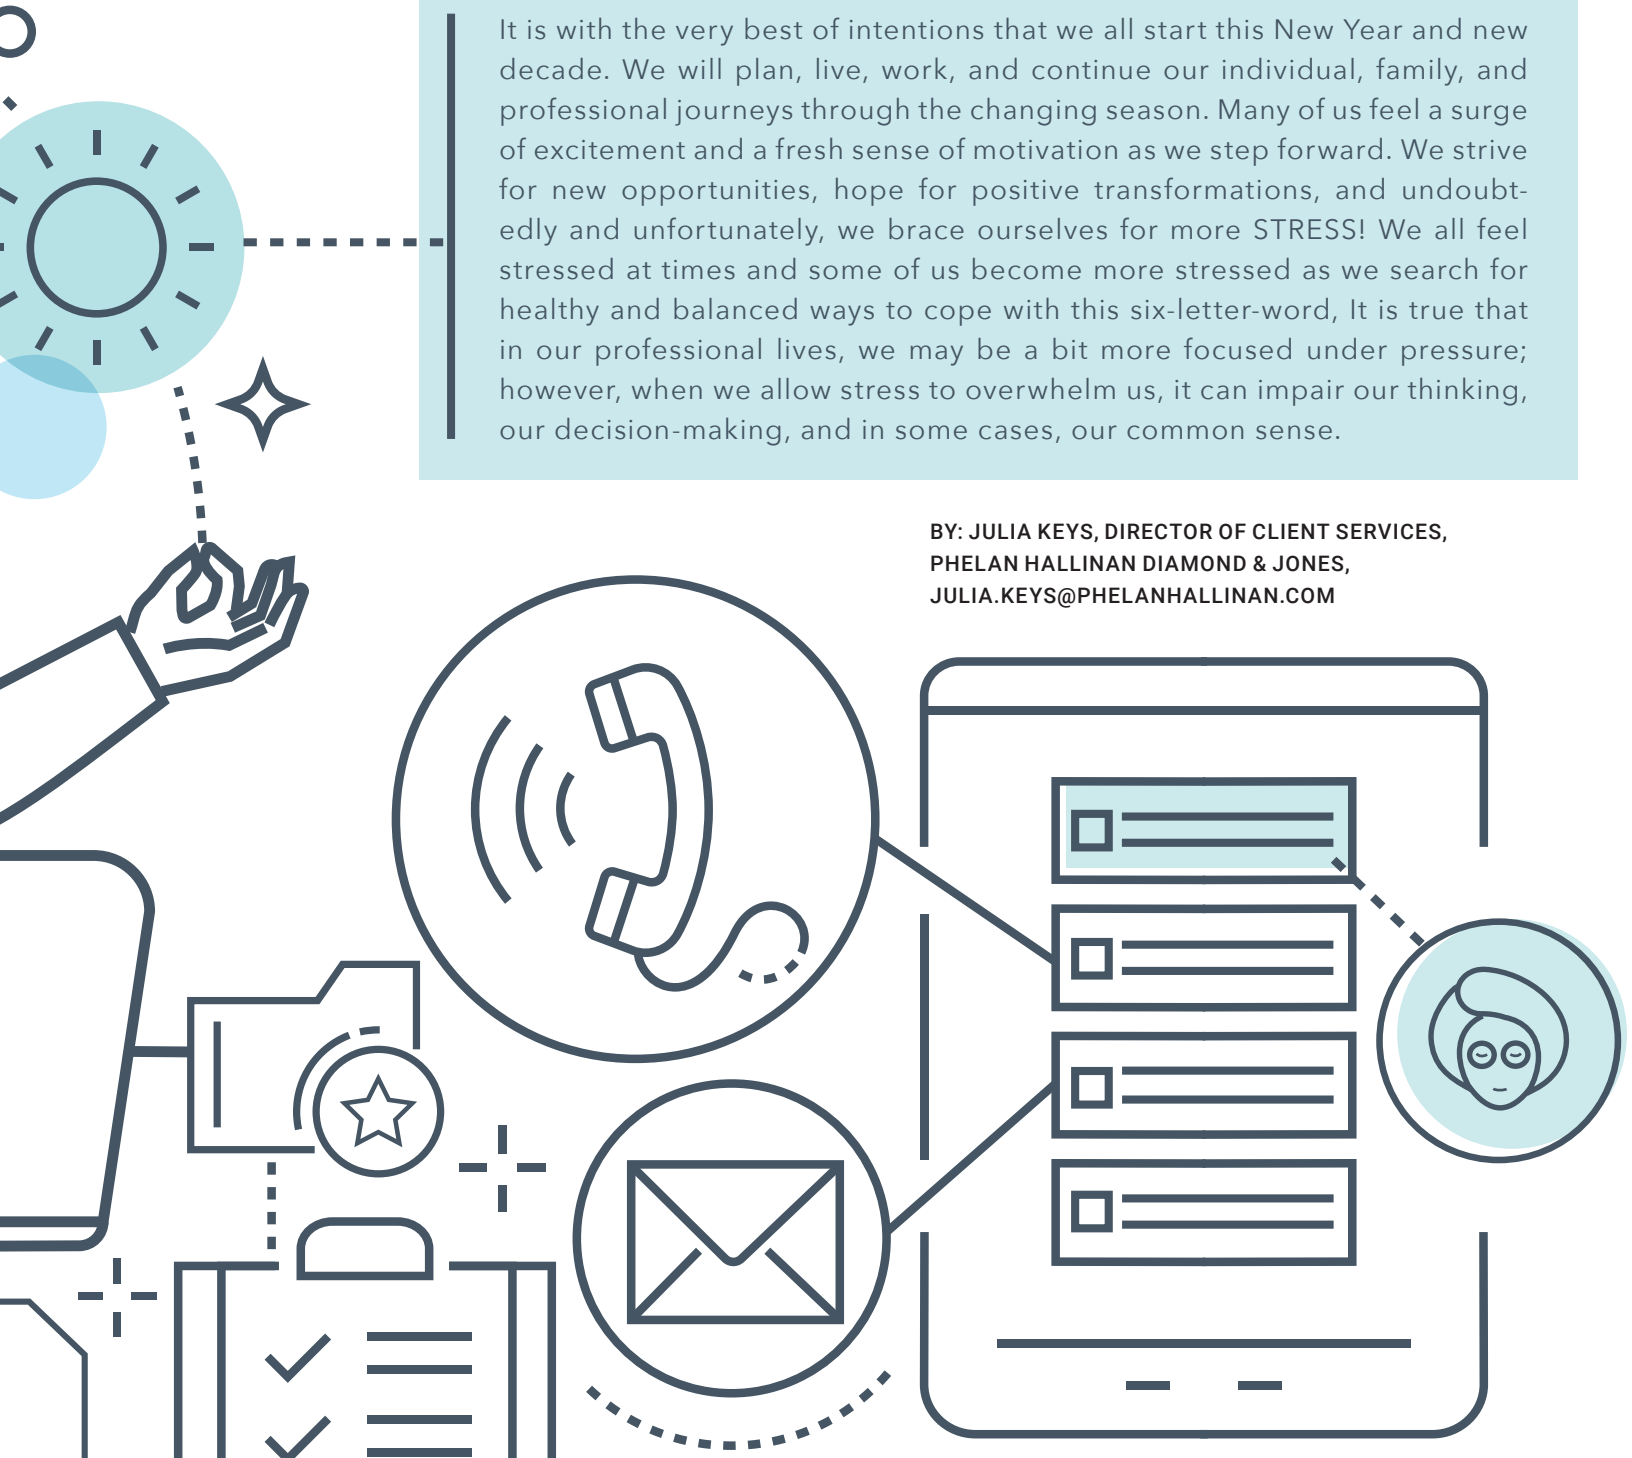 It is with the very best of intentions that we all start this New Year and new
decade. We will plan, live, work, and continue our individual, family, and
professional journeys through the changing season. Many of us feel a surge
of excitement and a fresh sense of motivation as we step forward. We strive
for new opportunities, hope for positive transformations, and undoubt-
edly and unfortunately, we brace ourselves for more STRESS! We all feel
stressed at times and some of us become more stressed as we search for
healthy and balanced ways to cope with this six-letter-word, It is true that
in our professional lives, we may be a bit more focused under pressure;
however, when we allow stress to overwhelm us, it can impair our thinking,
our decision-making, and in some cases, our common sense.
BY: JULIA KEYS, DIRECTOR OF CLIENT SERVICES,
PHELAN HALLINAN DIAMOND & JONES,
JULIA.KEYS@PHELANHALLINAN.COM